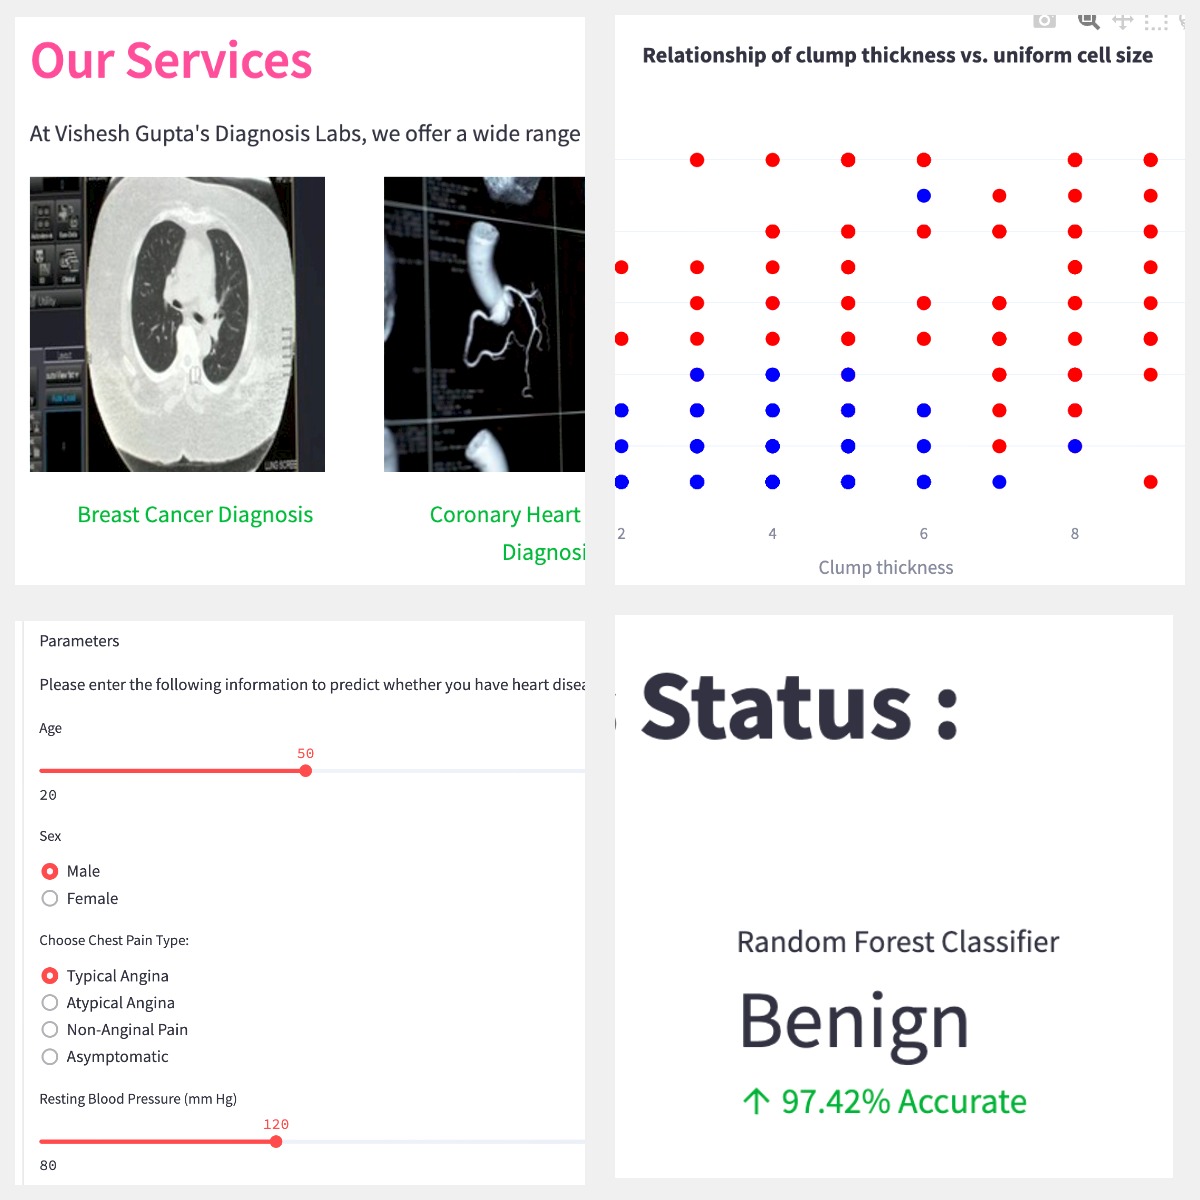 Our Services
At Vishesh Gupta's Diagnosis Labs, we offer a wide range
Breast Cancer Diagnosis
Coronary Heart
Diagnosi
Relationship of clump thickness vs. uniform cell size
2 4 6 8
Clump thickness
Parameters
Please enter the following information to predict whether you have heart disea
Age
50
20
Sex
Male
Female
Choose Chest Pain Type:
Typical Angina
Atypical Angina
Non-Anginal Pain
Asymptomatic
Resting Blood Pressure (mm Hg)
120
80
Status :
Random Forest Classifier
Benign
↑ 97.42% Accurate